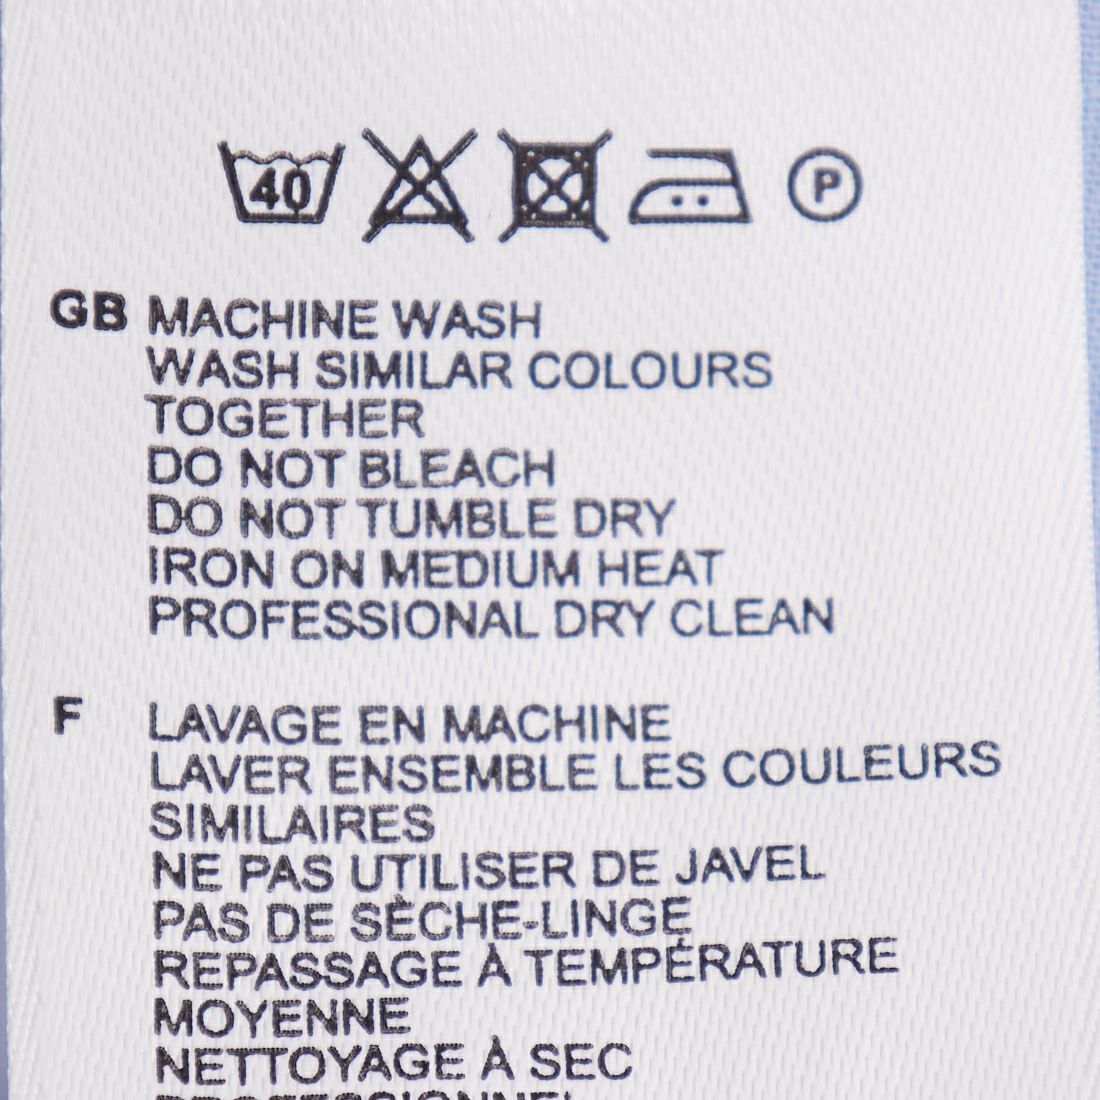 40
P
GB MACHINE WASH
WASH SIMILAR COLOURS
TOGETHER
DO NOT BLEACH
DO NOT TUMBLE DRY
IRON ON MEDIUM HEAT
PROFESSIONAL DRY CLEAN
F LAVAGE EN MACHINE
LAVER ENSEMBLE LES COULEURS
SIMILAIRES
NE PAS UTILISER DE JAVEL
PAS DE SÈCHE-LINGE
REPASSAGE À TEMPÉRATURE
MOYENNE
NETTOYAGE À SEC